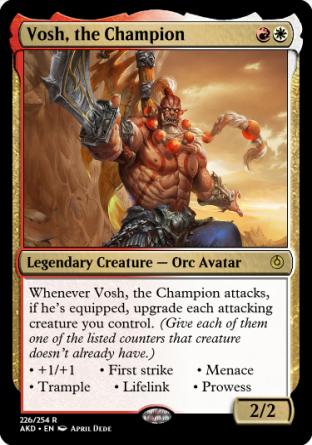 Vosh, the Champion
Legendary Creature — Orc Avatar
Whenever Vosh, the Champion attacks,
if he's equipped, upgrade each attacking
creature you control. (Give each of them
one of the listed counters that creature
doesn't already have.)
• +1/+1 • First strike • Menace
• Trample • Lifelink • Prowess
226/254 R
AKD • EN April Dede
2/2